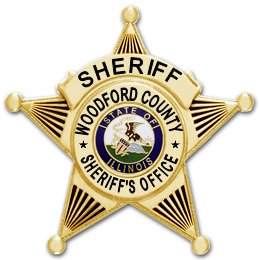 SHERIFF
WOODFORD COUNTY
STATE OF
ILLINOIS
SHERIFF'S OFFICE